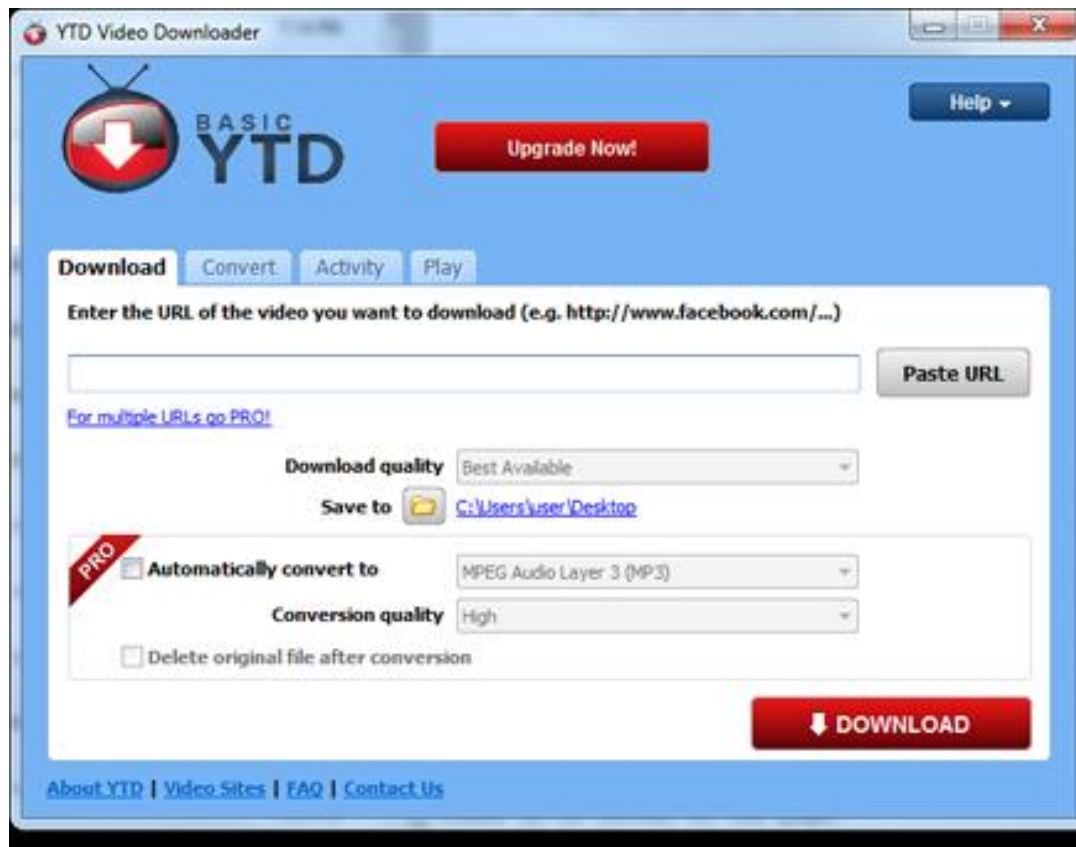 YTD Video Downloader
Help
BASIC
YTD
Upgrade Now!
Download Convert Activity Play
Enter the URL of the video you want to download (e.g. http://www.facebook.com/...)
Paste URL
For multiple URLs go PRO!
Download quality Best Available
Save to C:\Users\user\Desktop
PRO
Automatically convert to MPEG Audio Layer 3 (MP3)
Conversion quality High
Delete original file after conversion
DOWNLOAD
About YTD | Video Sites | FAQ | Contact Us